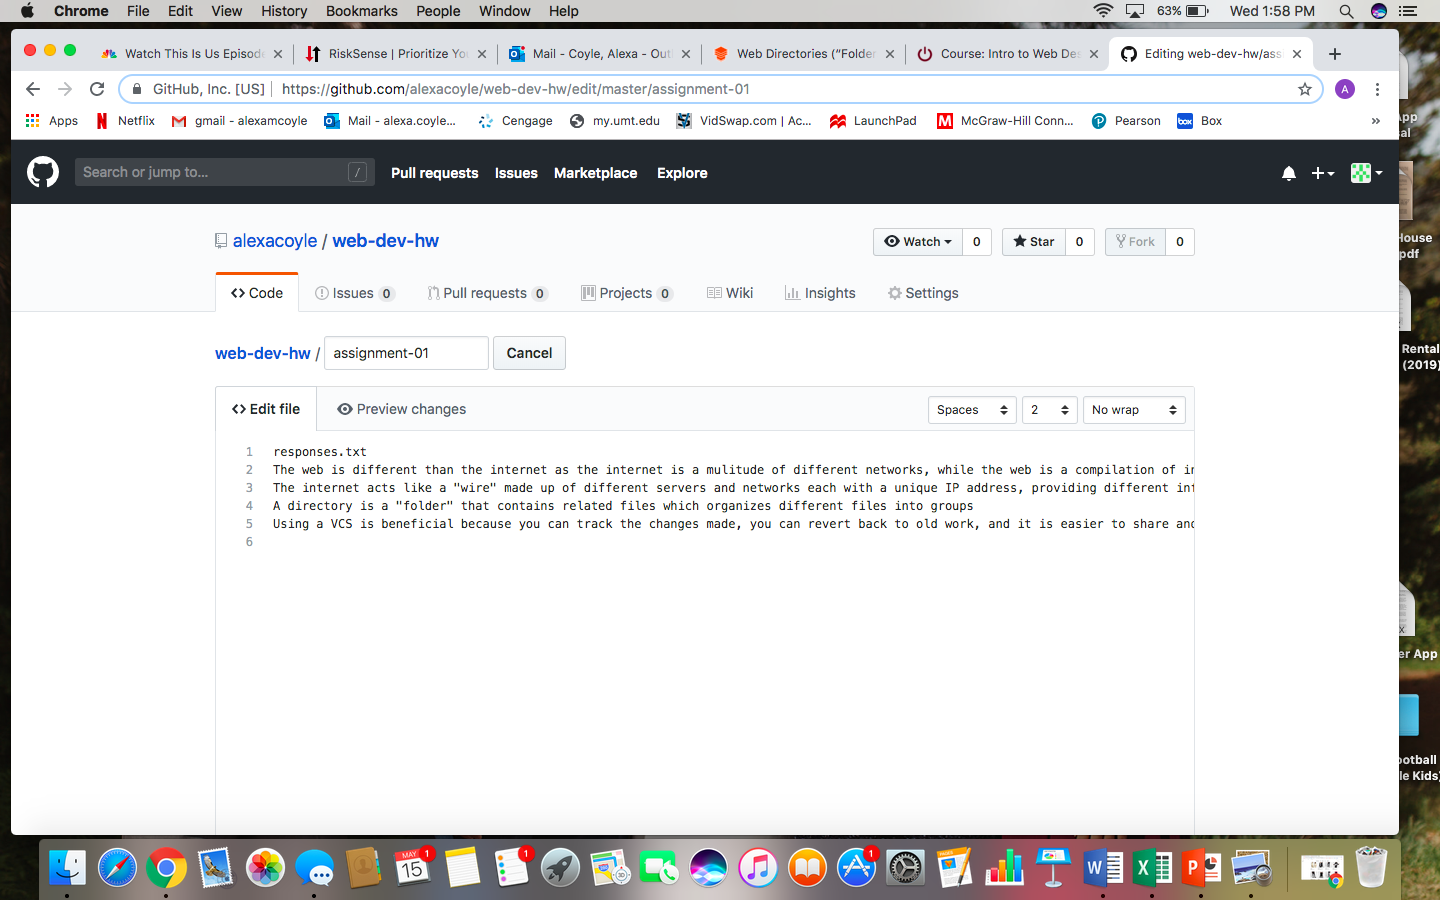 Chrome File Edit View History Bookmarks People Window Help 63% Wed 1:58 PM
Watch This Is Us Episode RiskSense | Prioritize You Mail - Coyle, Alexa - Out Web Directories ("Folder Course: Intro to Web Des Editing web-dev-hw/ass
GitHub, Inc. [US] https://github.com/alexacoyle/web-dev-hw/edit/master/assignment-01 A
Apps Netflix gmail - alexamcoyle Mail - alexa.coyle... Cengage my.umt.edu VidSwap.com | Ac... LaunchPad McGraw-Hill Conn... Pearson Box »
Search or jump to... / Pull requests Issues Marketplace Explore
alexacoyle / web-dev-hw Watch 0 Star 0 Fork 0
Code Issues 0 Pull requests 0 Projects 0 Wiki Insights Settings
web-dev-hw / assignment-01 Cancel
Edit file Preview changes Spaces 2 No wrap
1 responses.txt
2 The web is different than the internet as the internet is a mulitude of different networks, while the web is a compilation of in
3 The internet acts like a "wire" made up of different servers and networks each with a unique IP address, providing different inf
4 A directory is a "folder" that contains related files which organizes different files into groups
5 Using a VCS is beneficial because you can track the changes made, you can revert back to old work, and it is easier to share and
6
App
al
House
pdf
Rental
(2019)
er App
ootball
le Kids)
MAY 15 1 1 1